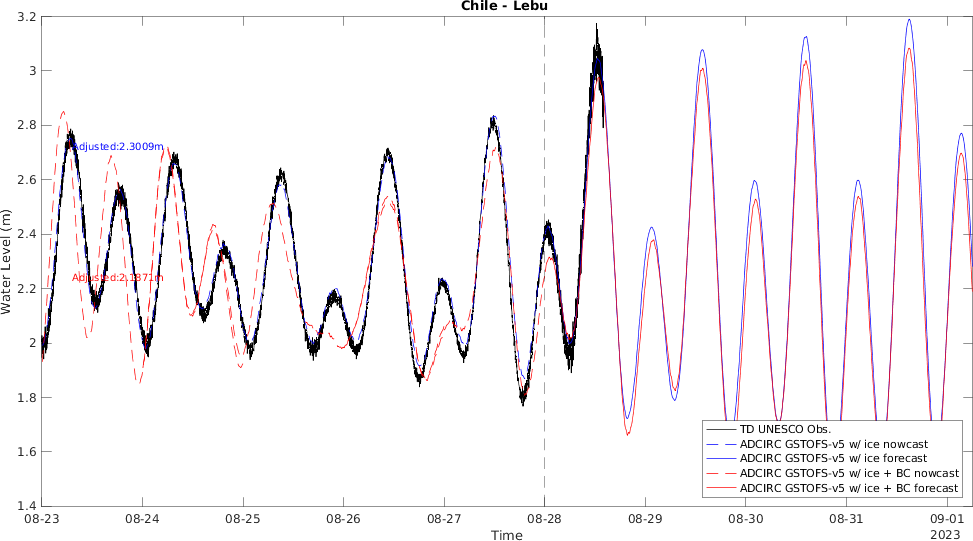 Chile - Lebu
3.2
3
2.8
2.6
2.4
2.2
2
1.8
1.6
1.4
Water Level (m)
Adjusted:2.3009m
Adjusted:2.1871m
TD UNESCO Obs.
ADCIRC GSTOFS-v5 w/ ice nowcast
ADCIRC GSTOFS-v5 w/ ice forecast
ADCIRC GSTOFS-v5 w/ ice + BC nowcast
ADCIRC GSTOFS-v5 w/ ice + BC forecast
08-23 08-24 08-25 08-26 08-27 08-28 08-29 08-30 08-31 09-01
2023
Time